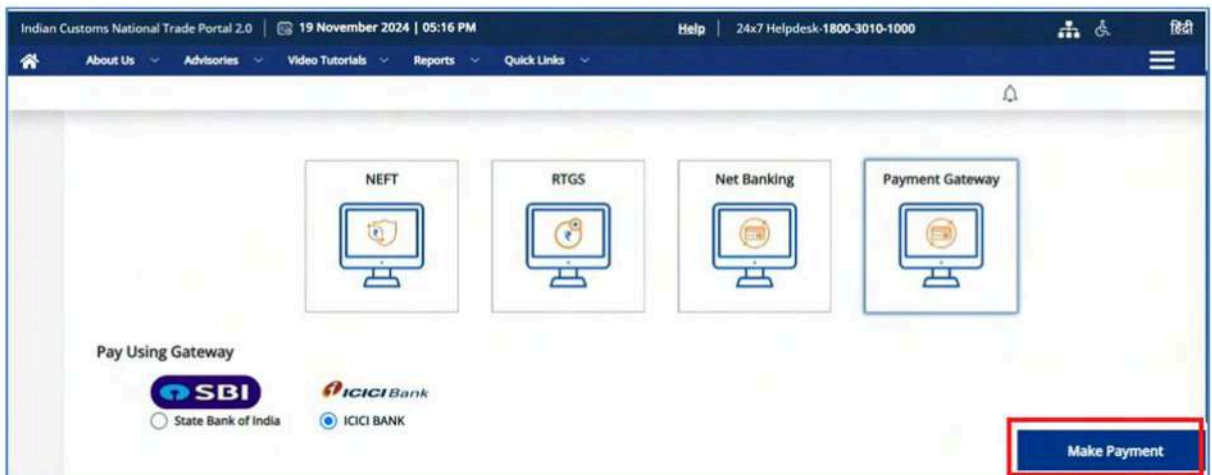 Indian Customs National Trade Portal 2.0 | 19 November 2024 | 05:16 PM Help | 24x7 Helpdesk-1800-3010-1000 हिंदी
About Us Advisories Video Tutorials Reports Quick Links
NEFT RTGS Net Banking Payment Gateway
Pay Using Gateway
SBI ICICI Bank
State Bank of India ICICI BANK
Make Payment